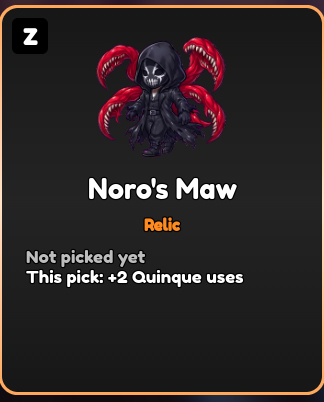 Z
Noro's Maw
Relic
Not picked yet
This pick: +2 Quinque uses